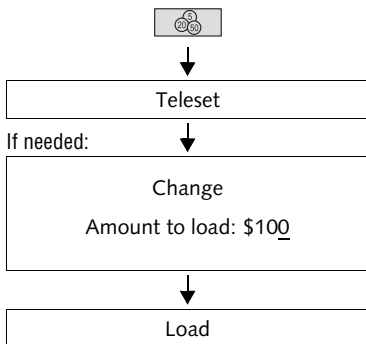 5
20 50
Teleset
If needed:
Change
Amount to load: $100
Load